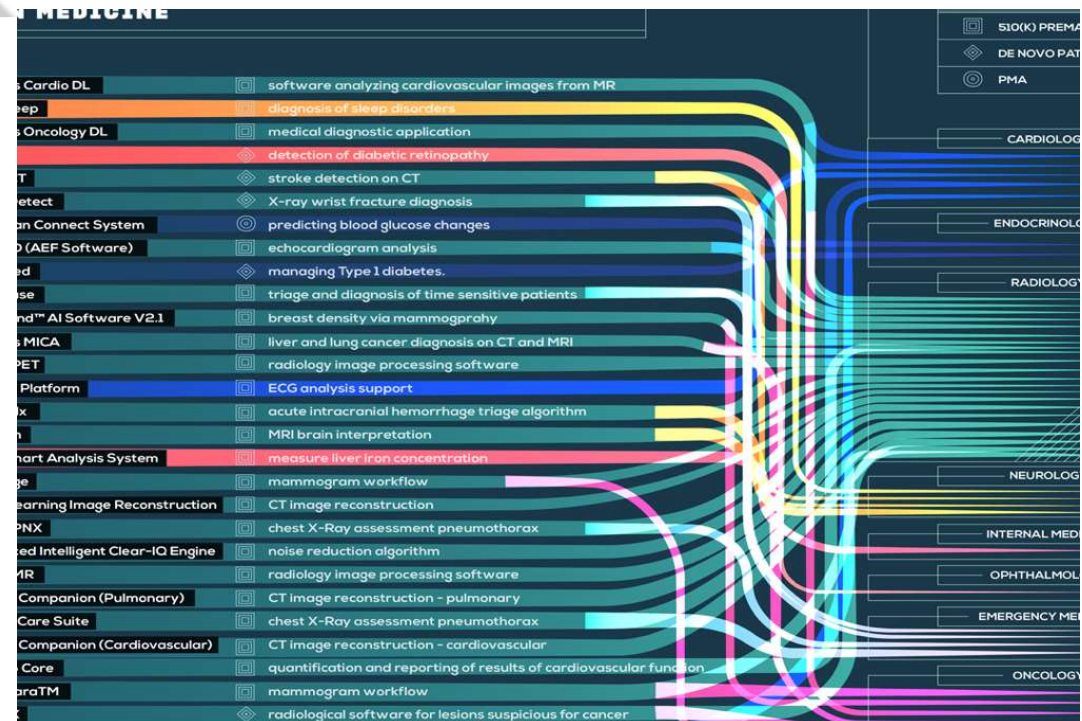 N MEDICINE
510(K) PREMA
DE NOVO PAT
PMA
s Cardio DL software analyzing cardiovascular images from MR
eep diagnosis of sleep disorders
s Oncology DL medical diagnostic application
detection of diabetic retinopathy
T stroke detection on CT
etect X-ray wrist fracture diagnosis
an Connect System predicting blood glucose changes
D (AEF Software) echocardiogram analysis
ed managing Type 1 diabetes.
ase triage and diagnosis of time sensitive patients
nd™ AI Software V2.1 breast density via mammogprahy
s MICA liver and lung cancer diagnosis on CT and MRI
PET radiology image processing software
Platform ECG analysis support
lx acute intracranial hemorrhage triage algorithm
n MRI brain interpretation
mart Analysis System measure liver iron concentration
ge mammogram workflow
earning Image Reconstruction CT image reconstruction
PNX chest X-Ray assessment pneumothorax
ed Intelligent Clear-IQ Engine noise reduction algorithm
MR radiology image processing software
Companion (Pulmonary) CT image reconstruction - pulmonary
Care Suite chest X-Ray assessment pneumothorax
Companion (Cardiovascular) CT image reconstruction - cardiovascular
Core quantification and reporting of results of cardiovascular function
araTM mammogram workflow
radiological software for lesions suspicious for cancer
CARDIOLOG
ENDOCRINOLO
RADIOLOGY
NEUROLOG
INTERNAL MEDI
OPHTHALMOL
EMERGENCY MED
ONCOLOGY